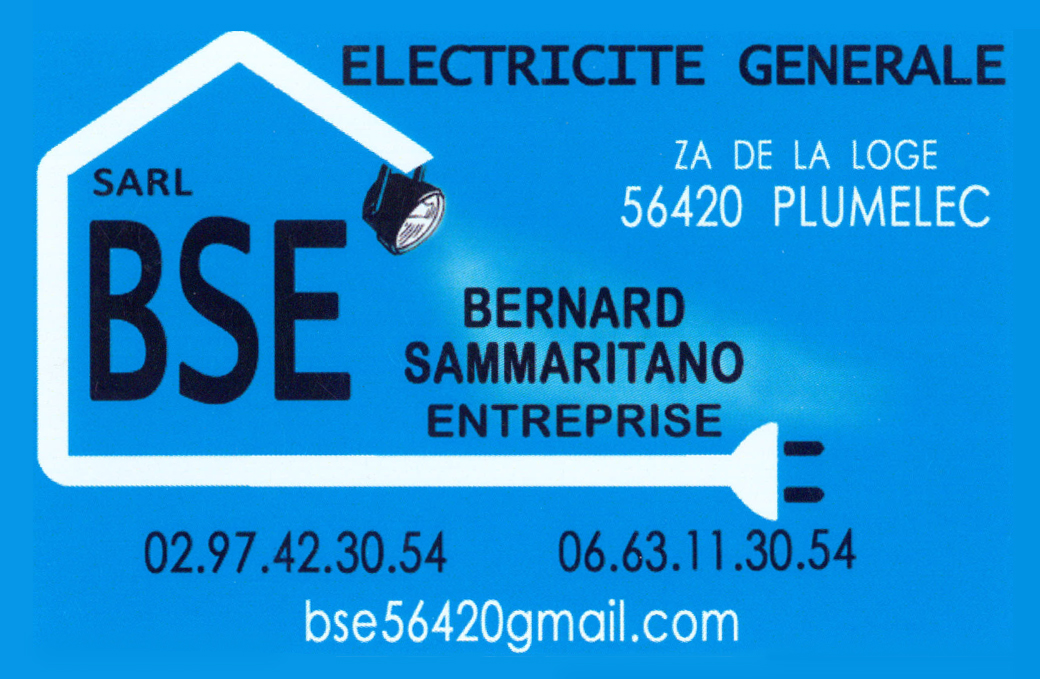 ELECTRICITE GENERALE
ZA DE LA LOGE
56420 PLUMELEC
SARL
BSE
BERNARD
SAMMARITANO
ENTREPRISE
02.97.42.30.54 06.63.11.30.54
bse56420gmail.com